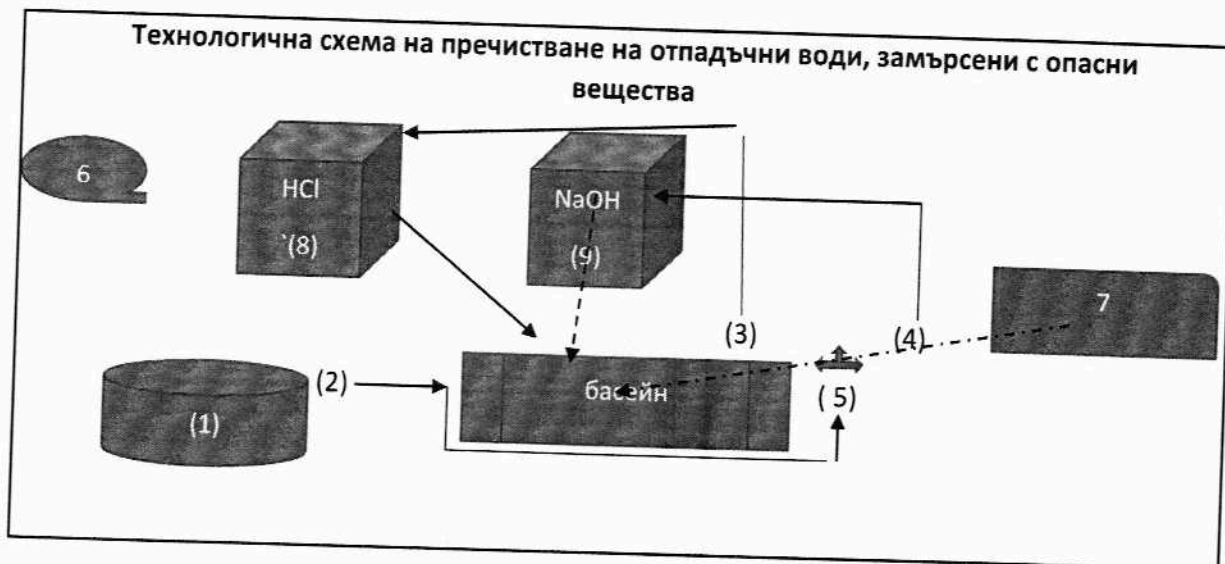 Технологична схема на пречистване на отпадъчни води, замърсени с опасни
вещества
6
HCl
`(8)
NaOH
(9)
7
(3)
(4)
(1)
(2)
басейн
( 5)